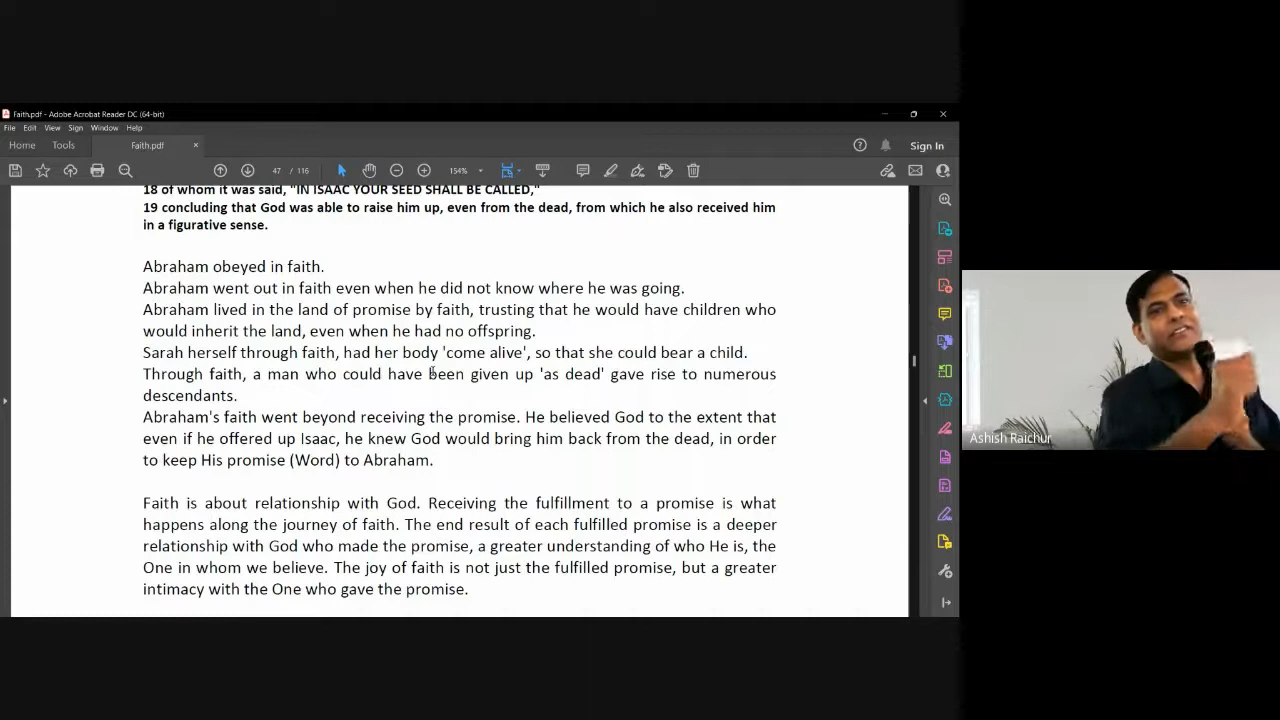 Faith.pdf - Adobe Acrobat Reader DC (64-bit)
File Edit View Sign Window Help
Home Tools Faith.pdf × Sign In
47 / 116 154%
18 of whom it was said, "IN ISAAC YOUR SEED SHALL BE CALLED,"
19 concluding that God was able to raise him up, even from the dead, from which he also received him
in a figurative sense.
Abraham obeyed in faith.
Abraham went out in faith even when he did not know where he was going.
Abraham lived in the land of promise by faith, trusting that he would have children who
would inherit the land, even when he had no offspring.
Sarah herself through faith, had her body 'come alive', so that she could bear a child.
Through faith, a man who could have been given up 'as dead' gave rise to numerous
descendants.
Abraham's faith went beyond receiving the promise. He believed God to the extent that
even if he offered up Isaac, he knew God would bring him back from the dead, in order
to keep His promise (Word) to Abraham.
Faith is about relationship with God. Receiving the fulfillment to a promise is what
happens along the journey of faith. The end result of each fulfilled promise is a deeper
relationship with God who made the promise, a greater understanding of who He is, the
One in whom we believe. The joy of faith is not just the fulfilled promise, but a greater
intimacy with the One who gave the promise.
Ashish Raichur